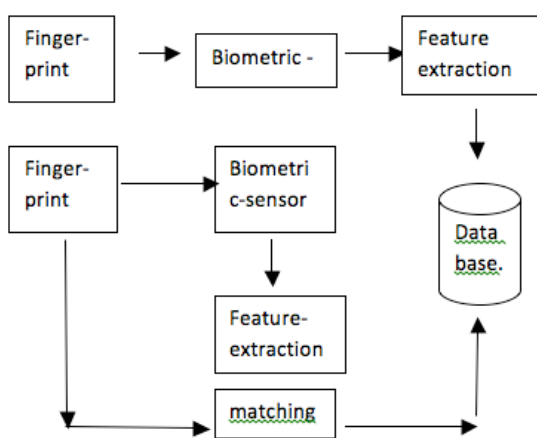 Finger-
print
Biometric -
Feature
extraction
Finger-
print
Biometri
c-sensor
Data
base.
Feature-
extraction
matching